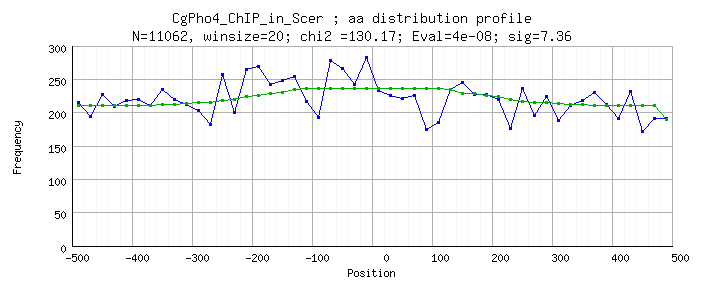 CgPho4_ChIP_in_Scer ; aa distribution profile
N=11062, winsize=20; chi2 =130.17; Eval=4e-08; sig=7.36
300
250
200
150
100
50
0
Frequency
-500 -400 -300 -200 -100 0 100 200 300 400 500
Position